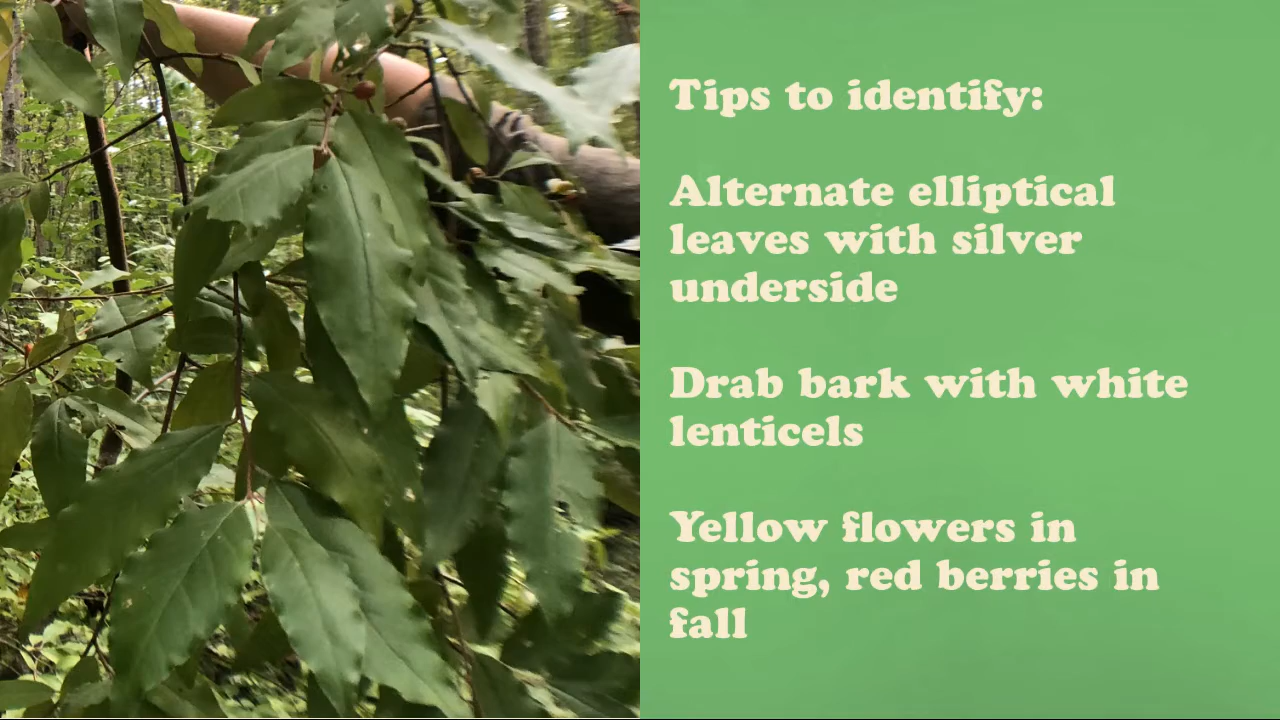 Tips to identify:
Alternate elliptical
leaves with silver
underside
Drab bark with white
lenticels
Yellow flowers in
spring, red berries in
fall